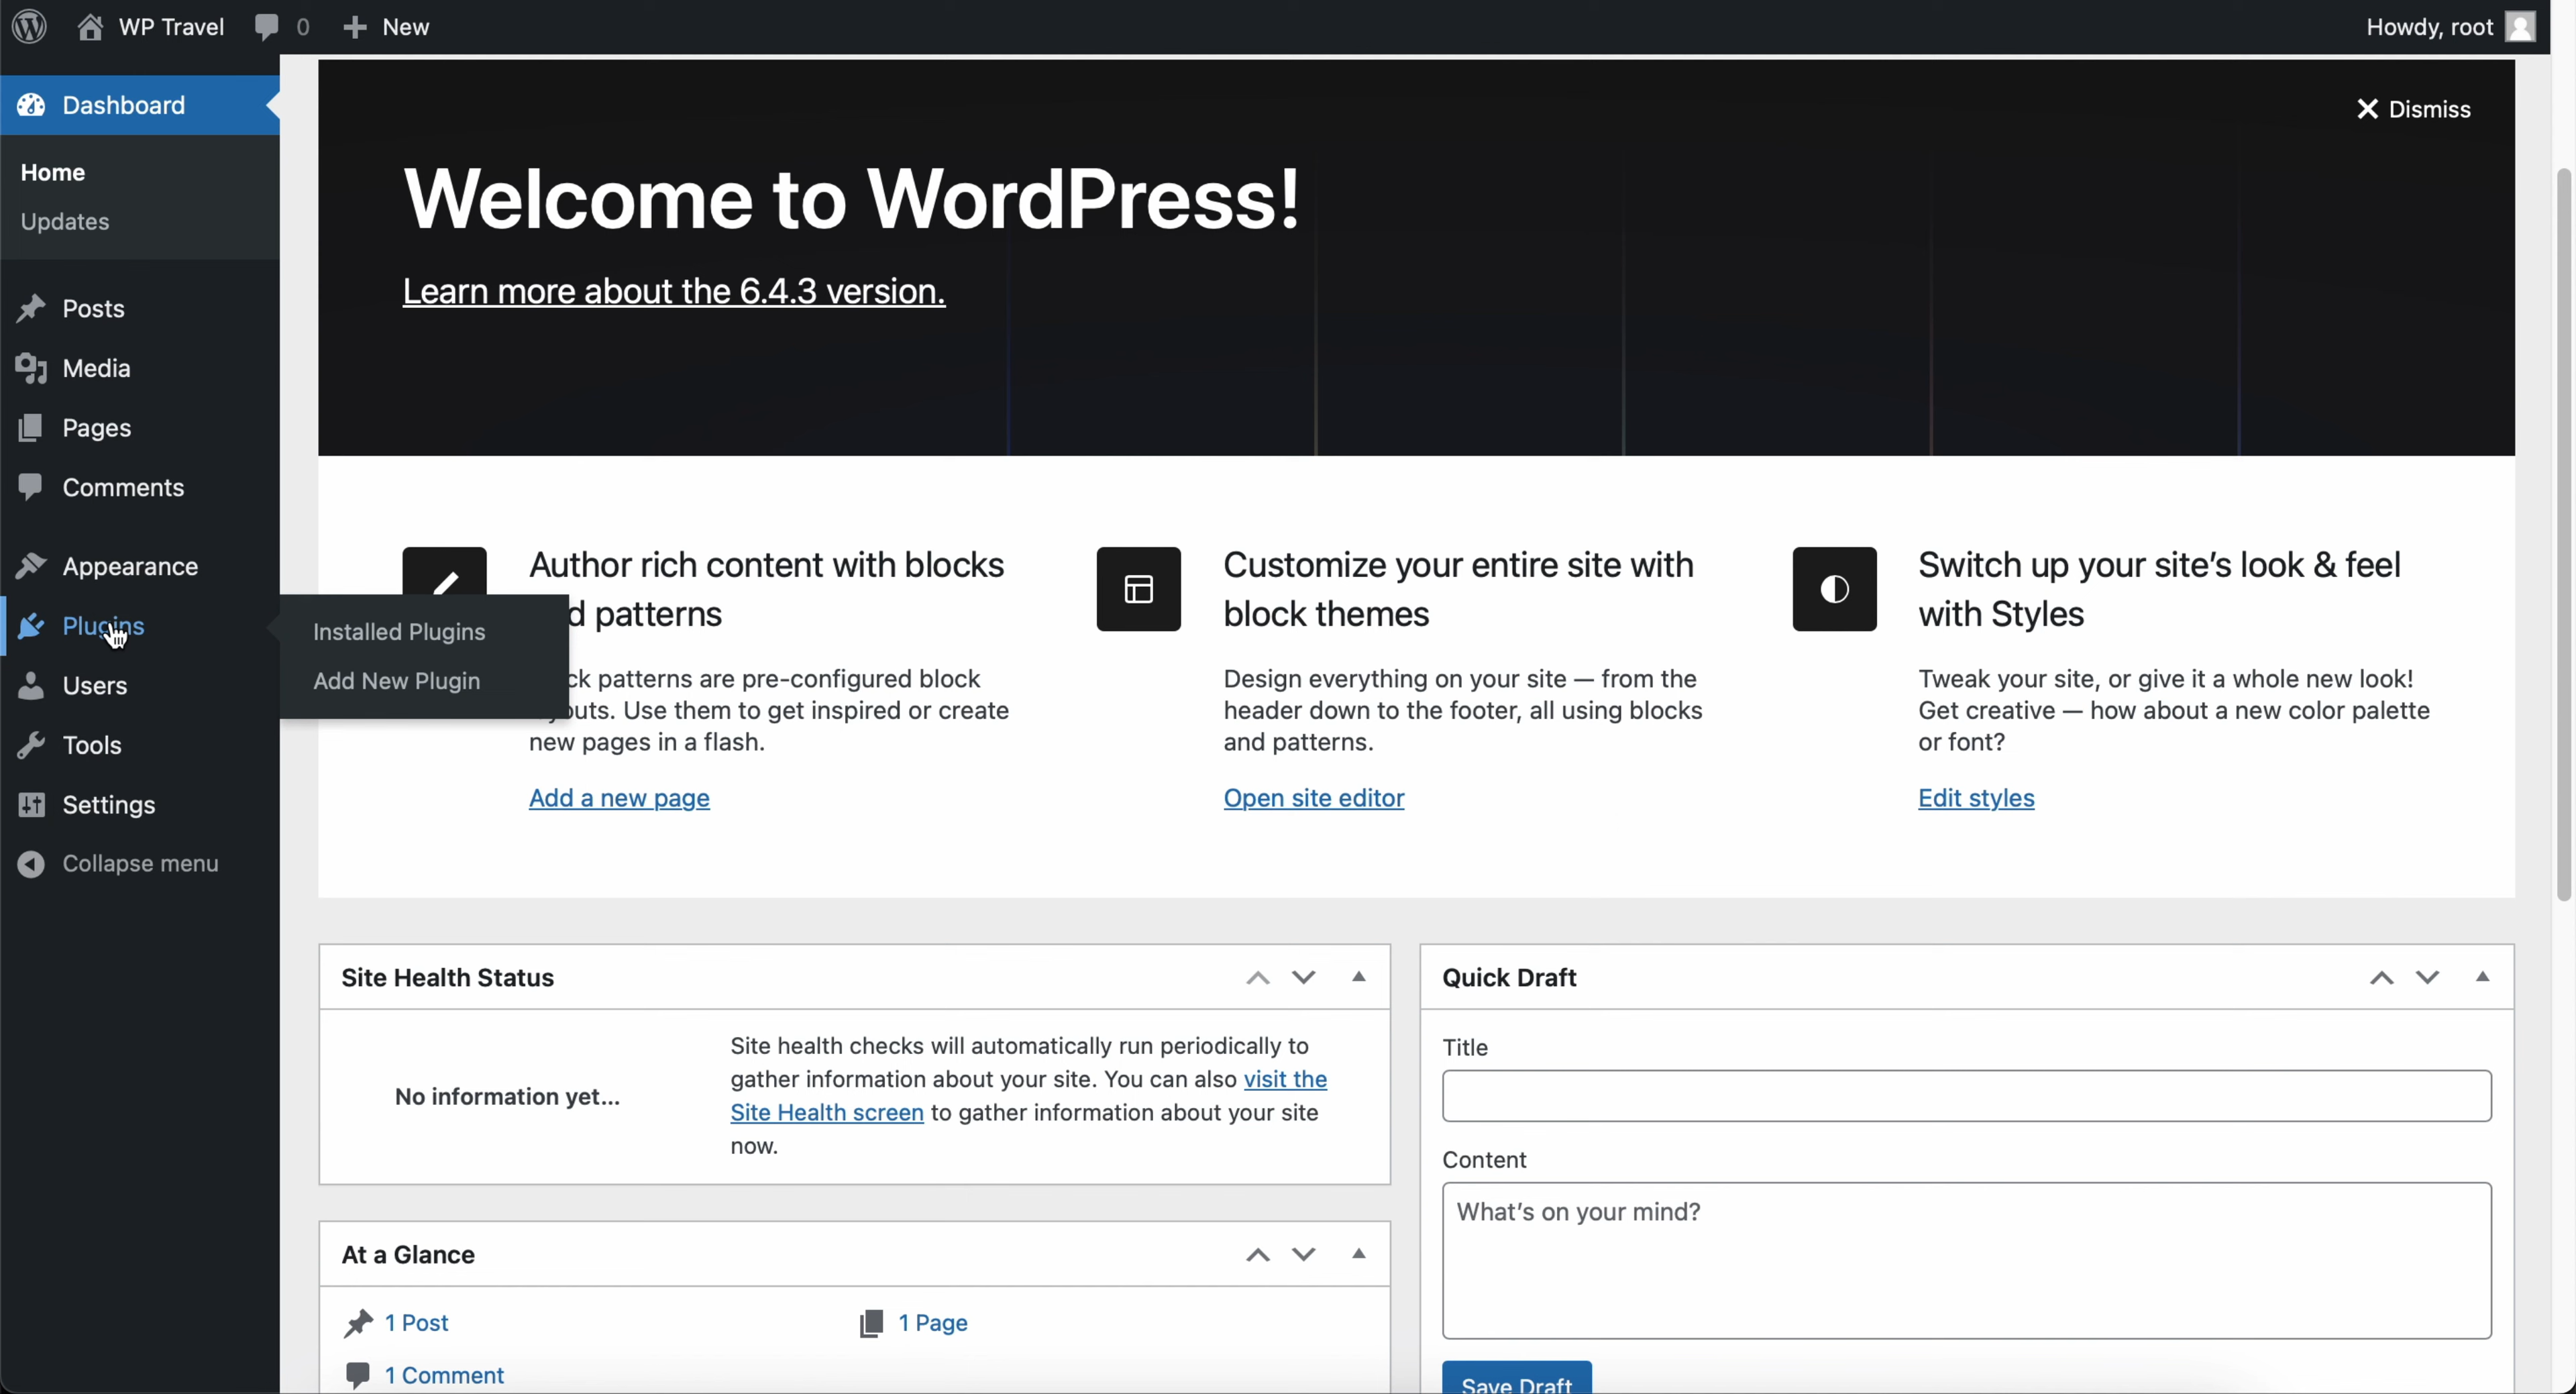 WP Travel 0 New Howdy, root
Dashboard
Home
Updates
Posts
Media
Pages
Comments
Appearance
Plugins
Users
Tools
Settings
Collapse menu
Installed Plugins
Add New Plugin
Dismiss
Welcome to WordPress!
Learn more about the 6.4.3 version.
Author rich content with blocks
d patterns
ck patterns are pre-configured block
outs. Use them to get inspired or create
new pages in a flash.
Add a new page
Customize your entire site with
block themes
Design everything on your site — from the
header down to the footer, all using blocks
and patterns.
Open site editor
Switch up your site's look & feel
with Styles
Tweak your site, or give it a whole new look!
Get creative — how about a new color palette
or font?
Edit styles
Site Health Status
No information yet...
Site health checks will automatically run periodically to
gather information about your site. You can also visit the
Site Health screen to gather information about your site
now.
At a Glance
1 Post
1 Page
1 Comment
Quick Draft
Title
Content
What's on your mind?
Save Draft